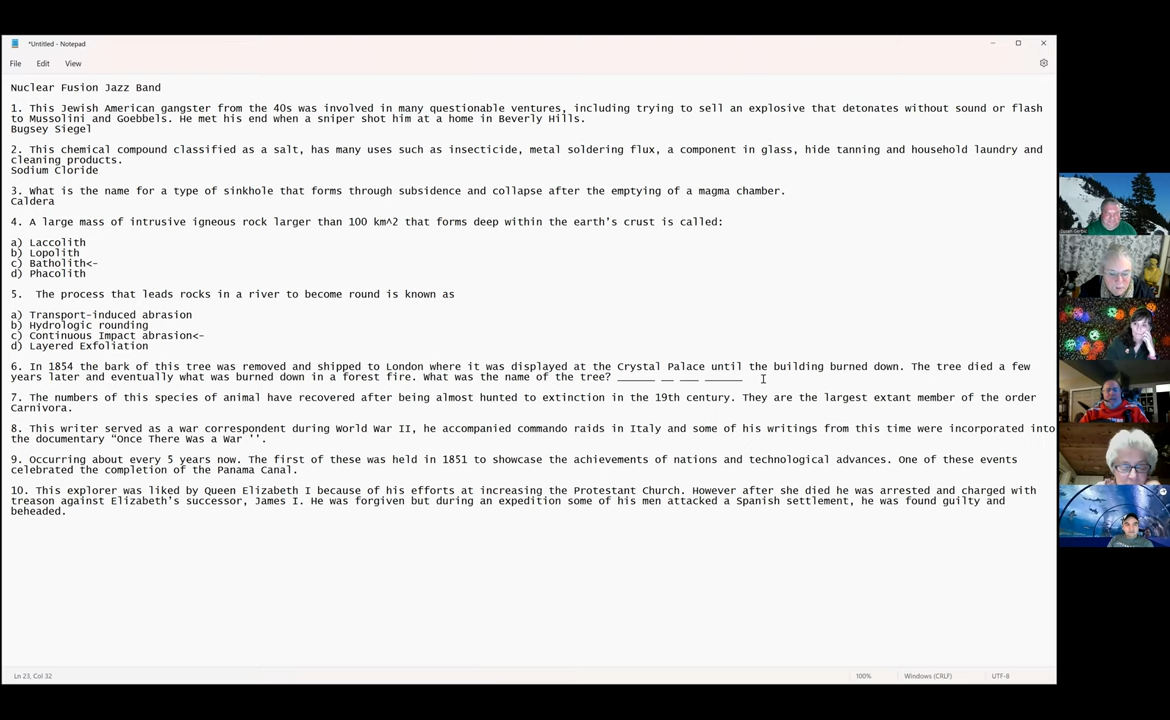 *Untitled - Notepad
File Edit View
Nuclear Fusion Jazz Band
1. This Jewish American gangster from the 40s was involved in many questionable ventures, including trying to sell an explosive that detonates without sound or flash
to Mussolini and Goebbels. He met his end when a sniper shot him at a home in Beverly Hills.
Bugsey Siegel
2. This chemical compound classified as a salt, has many uses such as insecticide, metal soldering flux, a component in glass, hide tanning and household laundry and
cleaning products.
Sodium Cloride
3. What is the name for a type of sinkhole that forms through subsidence and collapse after the emptying of a magma chamber.
Caldera
4. A large mass of intrusive igneous rock larger than 100 km^2 that forms deep within the earth's crust is called:
a) Laccolith
b) Lopolith
c) Batholith<-
d) Phacolith
5.  The process that leads rocks in a river to become round is known as
a) Transport-induced abrasion
b) Hydrologic rounding
c) Continuous Impact abrasion<-
d) Layered Exfoliation
6. In 1854 the bark of this tree was removed and shipped to London where it was displayed at the Crystal Palace until the building burned down. The tree died a few
years later and eventually what was burned down in a forest fire. What was the name of the tree? ______ __ ___ ______
7. The numbers of this species of animal have recovered after being almost hunted to extinction in the 19th century. They are the largest extant member of the order
Carnivora.
8. This writer served as a war correspondent during World War II, he accompanied commando raids in Italy and some of his writings from this time were incorporated into
the documentary "Once There Was a War ''.
9. Occurring about every 5 years now. The first of these was held in 1851 to showcase the achievements of nations and technological advances. One of these events
celebrated the completion of the Panama Canal.
10. This explorer was liked by Queen Elizabeth I because of his efforts at increasing the Protestant Church. However after she died he was arrested and charged with
treason against Elizabeth's successor, James I. He was forgiven but during an expedition some of his men attacked a Spanish settlement, he was found guilty and
beheaded.
Ln 23, Col 32 100% Windows (CRLF) UTF-8